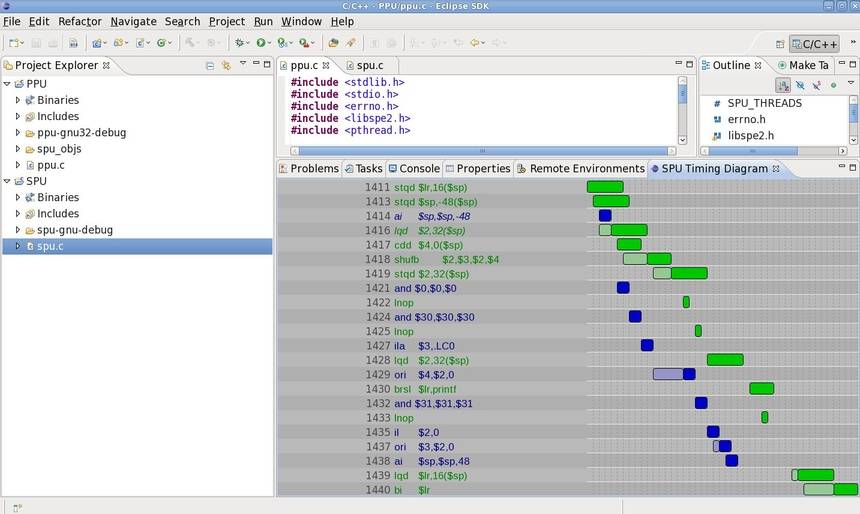 C/C++ - PPU/ppu.c - Eclipse SDK
File Edit Refactor Navigate Search Project Run Window Help
C/C++
Project Explorer
PPU
Binaries
Includes
ppu-gnu32-debug
spu_objs
ppu.c
SPU
Binaries
Includes
spu-gnu-debug
spu.c
ppu.c spu.c
#include <stdlib.h>
#include <stdio.h>
#include <errno.h>
#include <libspe2.h>
#include <pthread.h>
Outline Make Ta
SPU_THREADS
errno.h
libspe2.h
Problems Tasks Console Properties Remote Environments SPU Timing Diagram
1411 stqd $lr,16($sp)
1413 stqd $sp,-48($sp)
1414 ai $sp,$sp,-48
1416 lqd $2,32($sp)
1417 cdd $4,0($sp)
1418 shufb $2,$3,$2,$4
1419 stqd $2,32($sp)
1421 and $0,$0,$0
1422 lnop
1424 and $30,$30,$30
1425 lnop
1427 ila $3,.LC0
1428 lqd $2,32($sp)
1429 ori $4,$2,0
1430 brsl $lr,printf
1432 and $31,$31,$31
1433 lnop
1435 il $2,0
1437 ori $3,$2,0
1438 ai $sp,$sp,48
1439 lqd $lr,16($sp)
1440 bi $lr